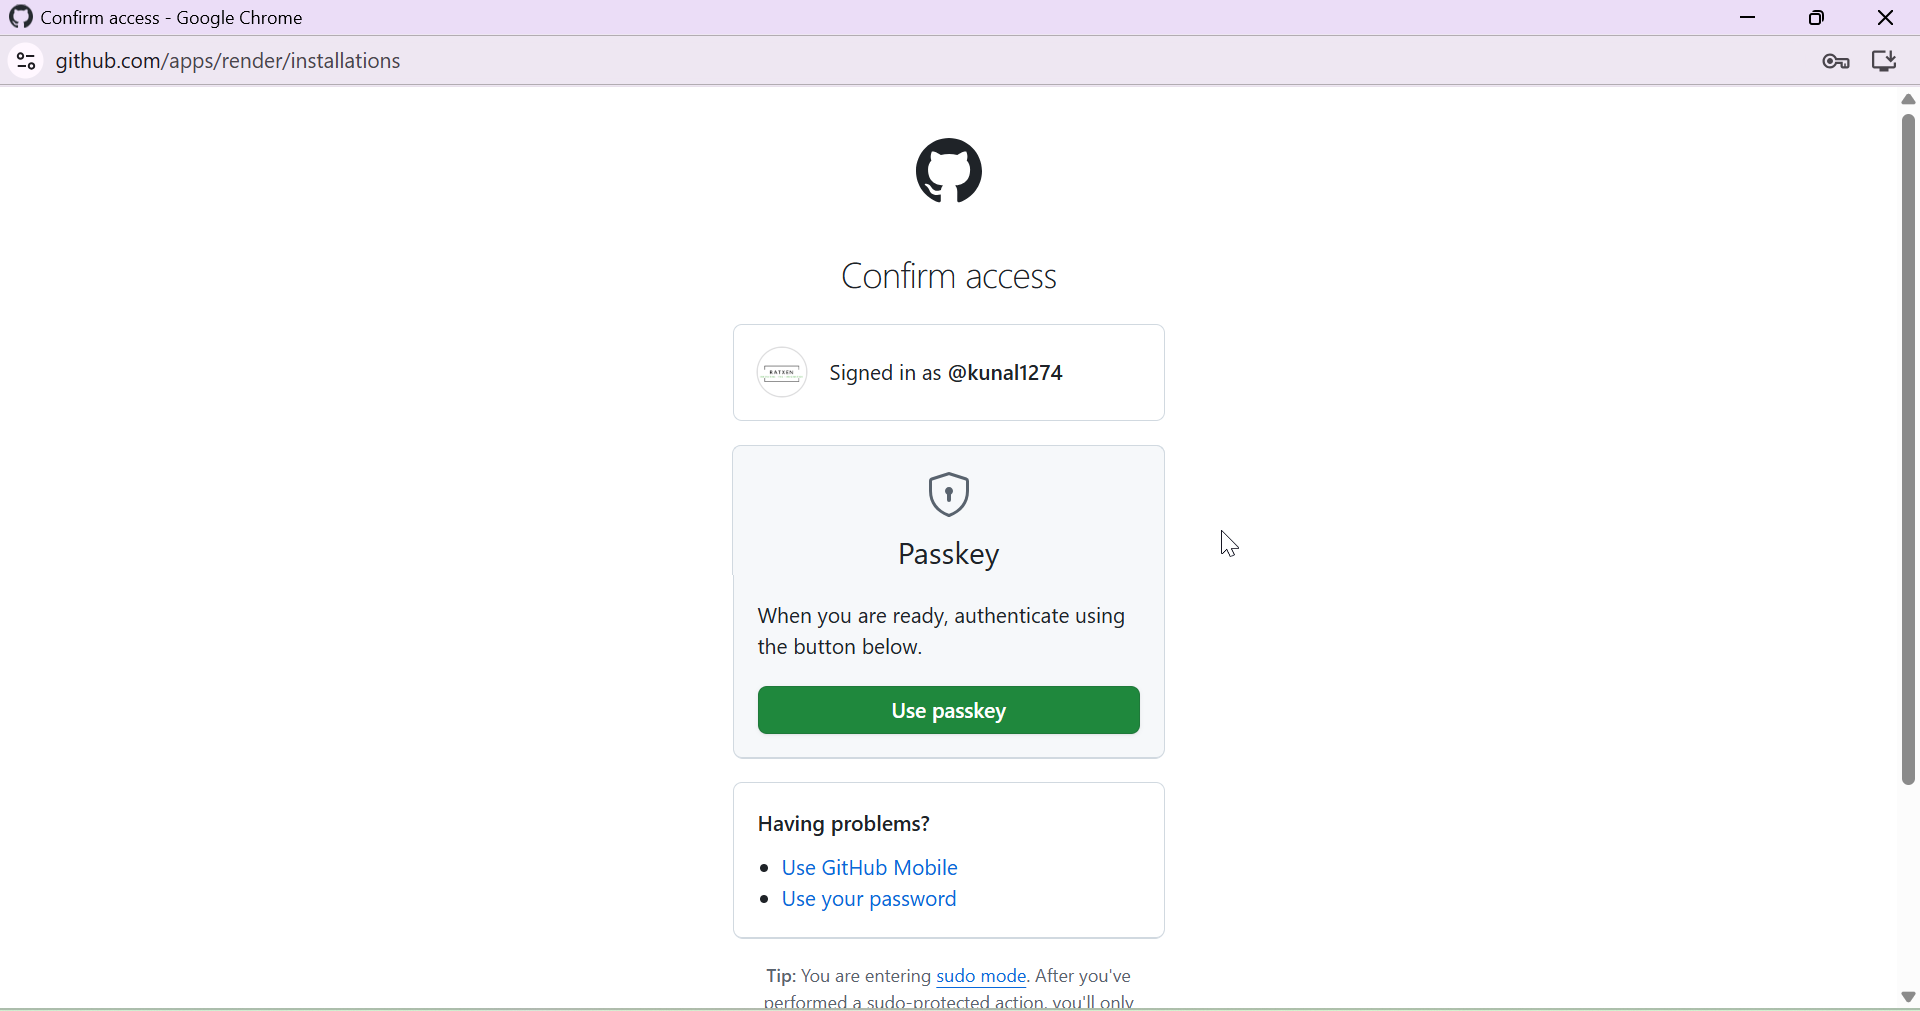 Confirm access - Google Chrome
github.com/apps/render/installations
Confirm access
RATXEN
Signed in as @kunal1274
Passkey
When you are ready, authenticate using
the button below.
Use passkey
Having problems?
Use GitHub Mobile
Use your password
Tip: You are entering sudo mode. After you've
performed a sudo-protected action, you'll only